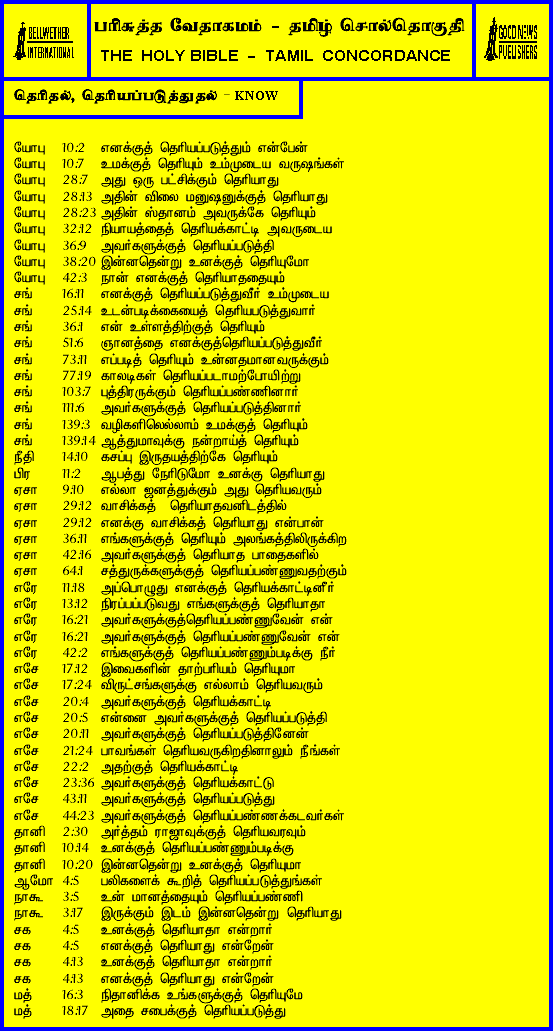 BELLWETHER
INTERNATIONAL
பரிசுத்த வேதாகமம் - தமிழ் சொல்தொகுதி
THE HOLY BIBLE - TAMIL CONCORDANCE
GOOD NEWS
PUBLISHERS
தெரிதல், தெரியப்படுத்துதல் - KNOW
யோபு 10:2 எனக்குத் தெரியப்படுத்தும் என்பேன்
யோபு 10:7 உமக்குத் தெரியும் உம்முடைய வருஷங்கள்
யோபு 28:7 அது ஒரு பட்சிக்கும் தெரியாது
யோபு 28:13 அதின் விலை மனுஷனுக்குத் தெரியாது
யோபு 28:23 அதின் ஸ்தானம் அவருக்கே தெரியும்
யோபு 32:12 நியாயத்தைத் தெரியக்காட்டி அவருடைய
யோபு 36:9 அவர்களுக்குத் தெரியப்படுத்தி
யோபு 38:20 இன்னதென்று உனக்குத் தெரியுமோ
யோபு 42:3 நான் எனக்குத் தெரியாததையும்
சங் 16:11 எனக்குத் தெரியப்படுத்துவீர் உம்முடைய
சங் 25:14 உடன்படிக்கையைத் தெரியபடுத்துவார்
சங் 36:1 என் உள்ளத்திற்குத் தெரியும்
சங் 51:6 ஞானத்தை எனக்குத்தெரியப்படுத்துவீர்
சங் 73:11 எப்படித் தெரியும் உன்னதமானவருக்கும்
சங் 77:19 காலடிகள் தெரியப்படாமற்போயிற்று
சங் 103:7 புத்திரருக்கும் தெரியப்பண்ணினார்
சங் 111:6 அவர்களுக்குத் தெரியப்படுத்தினார்
சங் 139:3 வழிகளிலெல்லாம் உமக்குத் தெரியும்
சங் 139:14 ஆத்துமாவுக்கு நன்றாய்த் தெரியும்
நீதி 14:10 கசப்பு இருதயத்திற்கே தெரியும்
பிர 11:2 ஆபத்து நேரிடுமோ உனக்கு தெரியாது
ஏசா 9:10 எல்லா ஜனத்துக்கும் அது தெரியவரும்
ஏசா 29:12 வாசிக்கத் தெரியாதவனிடத்தில்
ஏசா 29:12 எனக்கு வாசிக்கத் தெரியாது என்பான்
ஏசா 36:11 எங்களுக்குத் தெரியும் அலங்கத்திலிருக்கிற
ஏசா 42:16 அவர்களுக்குத் தெரியாத பாதைகளில்
ஏசா 64:1 சத்துருக்களுக்குத் தெரியப்பண்ணுவதற்கும்
எரே 11:18 அப்பொழுது எனக்குத் தெரியக்காட்டினீர்
எரே 13:12 நிரப்பப்படுவது எங்களுக்குத் தெரியாதா
எரே 16:21 அவர்களுக்குத்தெரியப்பண்ணுவேன் என்
எரே 16:21 அவர்களுக்குத் தெரியப்பண்ணுவேன் என்
எரே 42:2 எங்களுக்குத் தெரியப்பண்ணும்படிக்கு நீர்
எசே 17:12 இவைகளின் தாற்பரியம் தெரியுமா
எசே 17:24 விருட்சங்களுக்கு எல்லாம் தெரியவரும்
எசே 20:4 அவர்களுக்குத் தெரியக்காட்டி
எசே 20:5 என்னை அவர்களுக்குத் தெரியப்படுத்தி
எசே 20:11 அவர்களுக்குத் தெரியப்படுத்தினேன்
எசே 21:24 பாவங்கள் தெரியவருகிறதினாலும் நீங்கள்
எசே 22:2 அதற்குத் தெரியக்காட்டி
எசே 23:36 அவர்களுக்குத் தெரியக்காட்டு
எசே 43:11 அவர்களுக்குத் தெரியப்படுத்து
எசே 44:23 அவர்களுக்குத் தெரியப்பண்ணக்கடவர்கள்
தானி 2:30 அர்த்தம் ராஜாவுக்குத் தெரியவரவும்
தானி 10:14 உனக்குத் தெரியப்பண்ணும்படிக்கு
தானி 10:20 இன்னதென்று உனக்குத் தெரியுமா
ஆமோ 4:5 பலிகளைக் கூறித் தெரியப்படுத்துங்கள்
நாகூ 3:5 உன் மானத்தையும் தெரியப்பண்ணி
நாகூ 3:17 இருக்கும் இடம் இன்னதென்று தெரியாது
சக 4:5 உனக்குத் தெரியாதா என்றார்
சக 4:5 எனக்குத் தெரியாது என்றேன்
சக 4:13 உனக்குத் தெரியாதா என்றார்
சக 4:13 எனக்குத் தெரியாது என்றேன்
மத் 16:3 நிதானிக்க உங்களுக்குத் தெரியுமே
மத் 18:17 அதை சபைக்குத் தெரியப்படுத்து